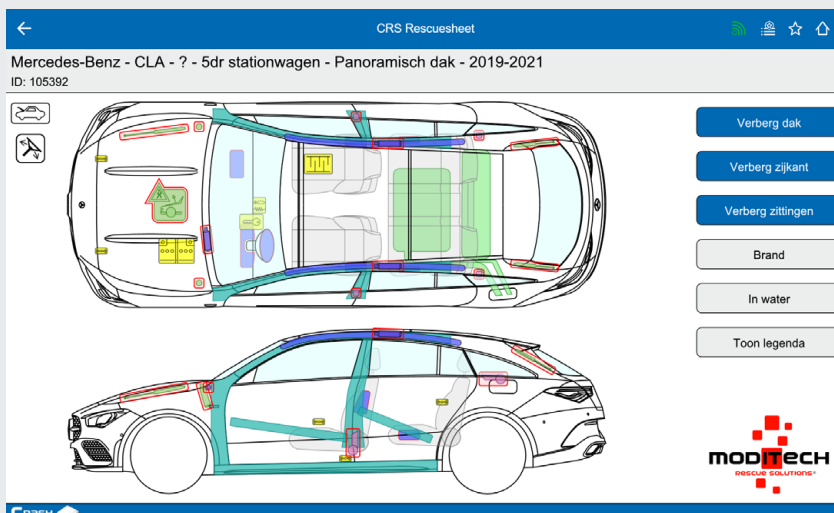 CRS Rescuesheet
Mercedes-Benz - CLA - ? - 5dr stationwagen - Panoramisch dak - 2019-2021
ID: 105392
Verberg dak
Verberg zijkant
Verberg zittingen
Brand
In water
Toon legenda
MODITECH
RESCUE SOLUTIONS